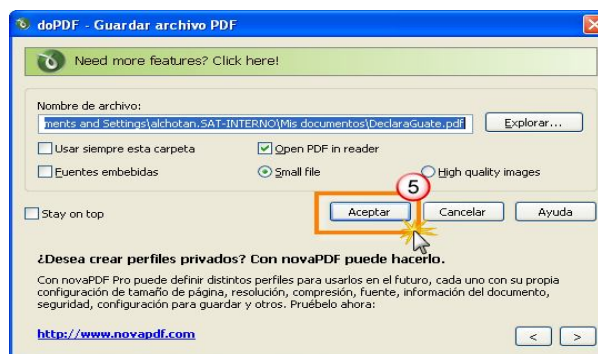 doPDF - Guardar archivo PDF
Need more features? Click here!
Nombre de archivo:
ments and Settings\alchotan.SAT-INTERNO\Mis documentos\DeclaraGuate.pdf
Explorar...
Usar siempre esta carpeta
Open PDF in reader
Fuentes embebidas
Small file
High quality images
5
Stay on top
Aceptar
Cancelar
Ayuda
¿Desea crear perfiles privados? Con novaPDF puede hacerlo.
Con novaPDF Pro puede definir distintos perfiles para usarlos en el futuro, cada uno con su propia
configuración de tamaño de página, resolución, compresión, fuente, información del documento,
seguridad, configuración para guardar y otros. Pruébelo ahora:
http://www.novapdf.com
< >